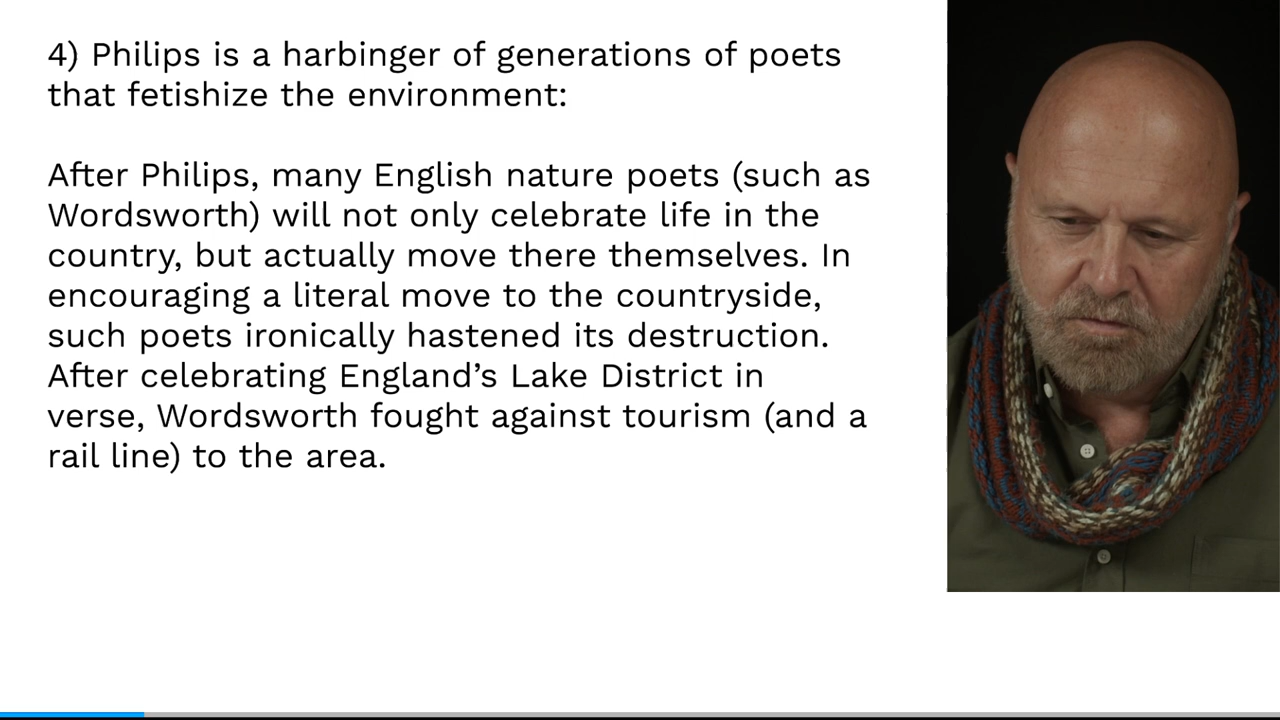 4) Philips is a harbinger of generations of poets
that fetishize the environment:
After Philips, many English nature poets (such as
Wordsworth) will not only celebrate life in the
country, but actually move there themselves. In
encouraging a literal move to the countryside,
such poets ironically hastened its destruction.
After celebrating England’s Lake District in
verse, Wordsworth fought against tourism (and a
rail line) to the area.